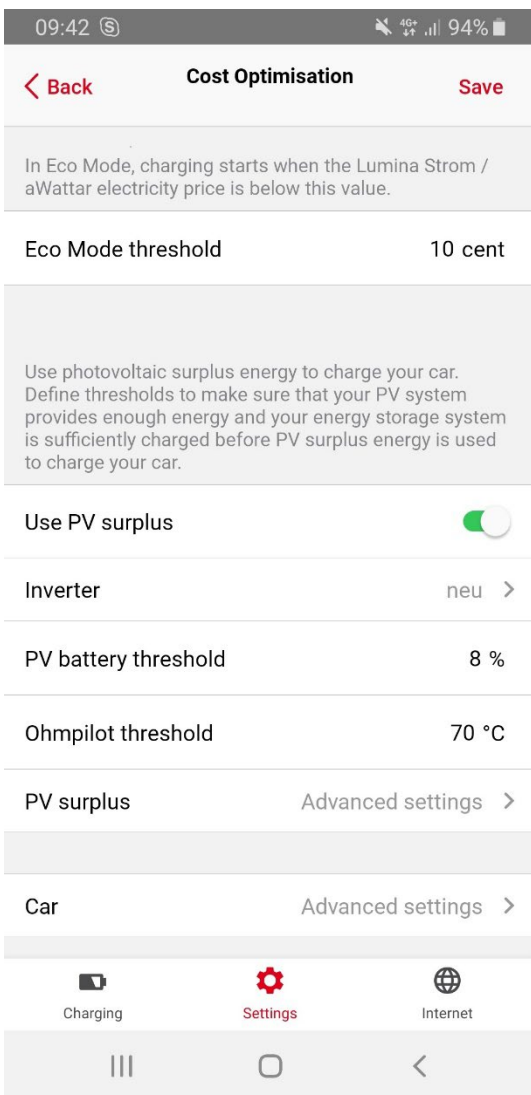 09:42 S 4G+ 94%
Back Cost Optimisation Save
In Eco Mode, charging starts when the Lumina Strom /
aWattar electricity price is below this value.
Eco Mode threshold 10 cent
Use photovoltaic surplus energy to charge your car.
Define thresholds to make sure that your PV system
provides enough energy and your energy storage system
is sufficiently charged before PV surplus energy is used
to charge your car.
Use PV surplus
Inverter neu
PV battery threshold 8 %
Ohmpilot threshold 70 °C
PV surplus Advanced settings
Car Advanced settings
Charging Settings Internet